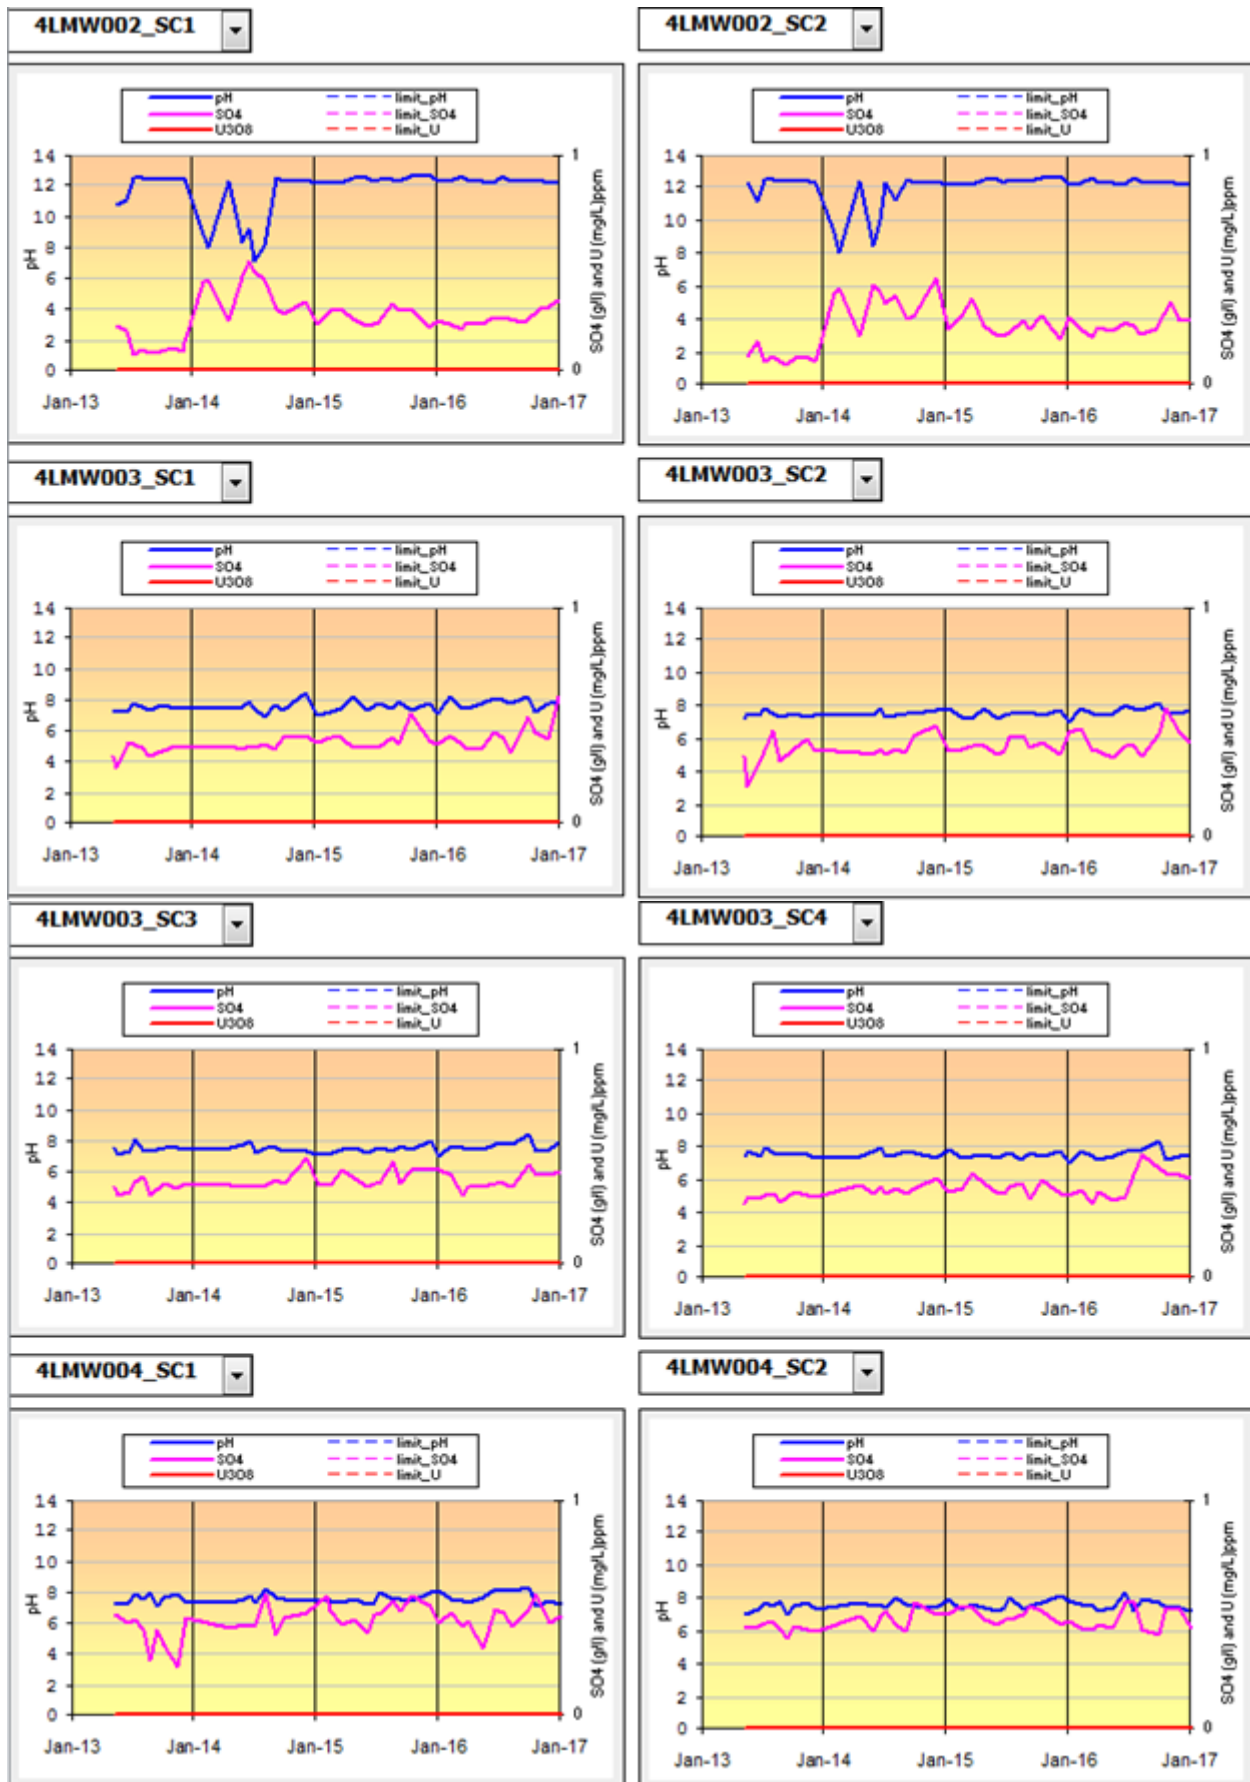 4LMW002_SC1
pH
limit_pH
SO4
limit_SO4
U3O8
limit_U
14
12
10
8
6
4
2
0
pH
1
0
SO4 (g/l) and U (mg/L)ppm
Jan-13 Jan-14 Jan-15 Jan-16 Jan-17
4LMW002_SC2
pH
limit_pH
SO4
limit_SO4
U3O8
limit_U
14
12
10
8
6
4
2
0
pH
1
0
SO4 (g/l) and U (mg/L)ppm
Jan-13 Jan-14 Jan-15 Jan-16 Jan-17
4LMW003_SC1
pH
limit_pH
SO4
limit_SO4
U3O8
limit_U
14
12
10
8
6
4
2
0
pH
1
0
SO4 (g/l) and U (mg/L)ppm
Jan-13 Jan-14 Jan-15 Jan-16 Jan-17
4LMW003_SC2
pH
limit_pH
SO4
limit_SO4
U3O8
limit_U
14
12
10
8
6
4
2
0
pH
1
0
SO4 (g/l) and U (mg/L)ppm
Jan-13 Jan-14 Jan-15 Jan-16 Jan-17
4LMW003_SC3
pH
limit_pH
SO4
limit_SO4
U3O8
limit_U
14
12
10
8
6
4
2
0
pH
1
0
SO4 (g/l) and U (mg/L)ppm
Jan-13 Jan-14 Jan-15 Jan-16 Jan-17
4LMW003_SC4
pH
limit_pH
SO4
limit_SO4
U3O8
limit_U
14
12
10
8
6
4
2
0
pH
1
0
SO4 (g/l) and U (mg/L)ppm
Jan-13 Jan-14 Jan-15 Jan-16 Jan-17
4LMW004_SC1
pH
limit_pH
SO4
limit_SO4
U3O8
limit_U
14
12
10
8
6
4
2
0
pH
1
0
SO4 (g/l) and U (mg/L)ppm
Jan-13 Jan-14 Jan-15 Jan-16 Jan-17
4LMW004_SC2
pH
limit_pH
SO4
limit_SO4
U3O8
limit_U
14
12
10
8
6
4
2
0
pH
1
0
SO4 (g/l) and U (mg/L)ppm
Jan-13 Jan-14 Jan-15 Jan-16 Jan-17